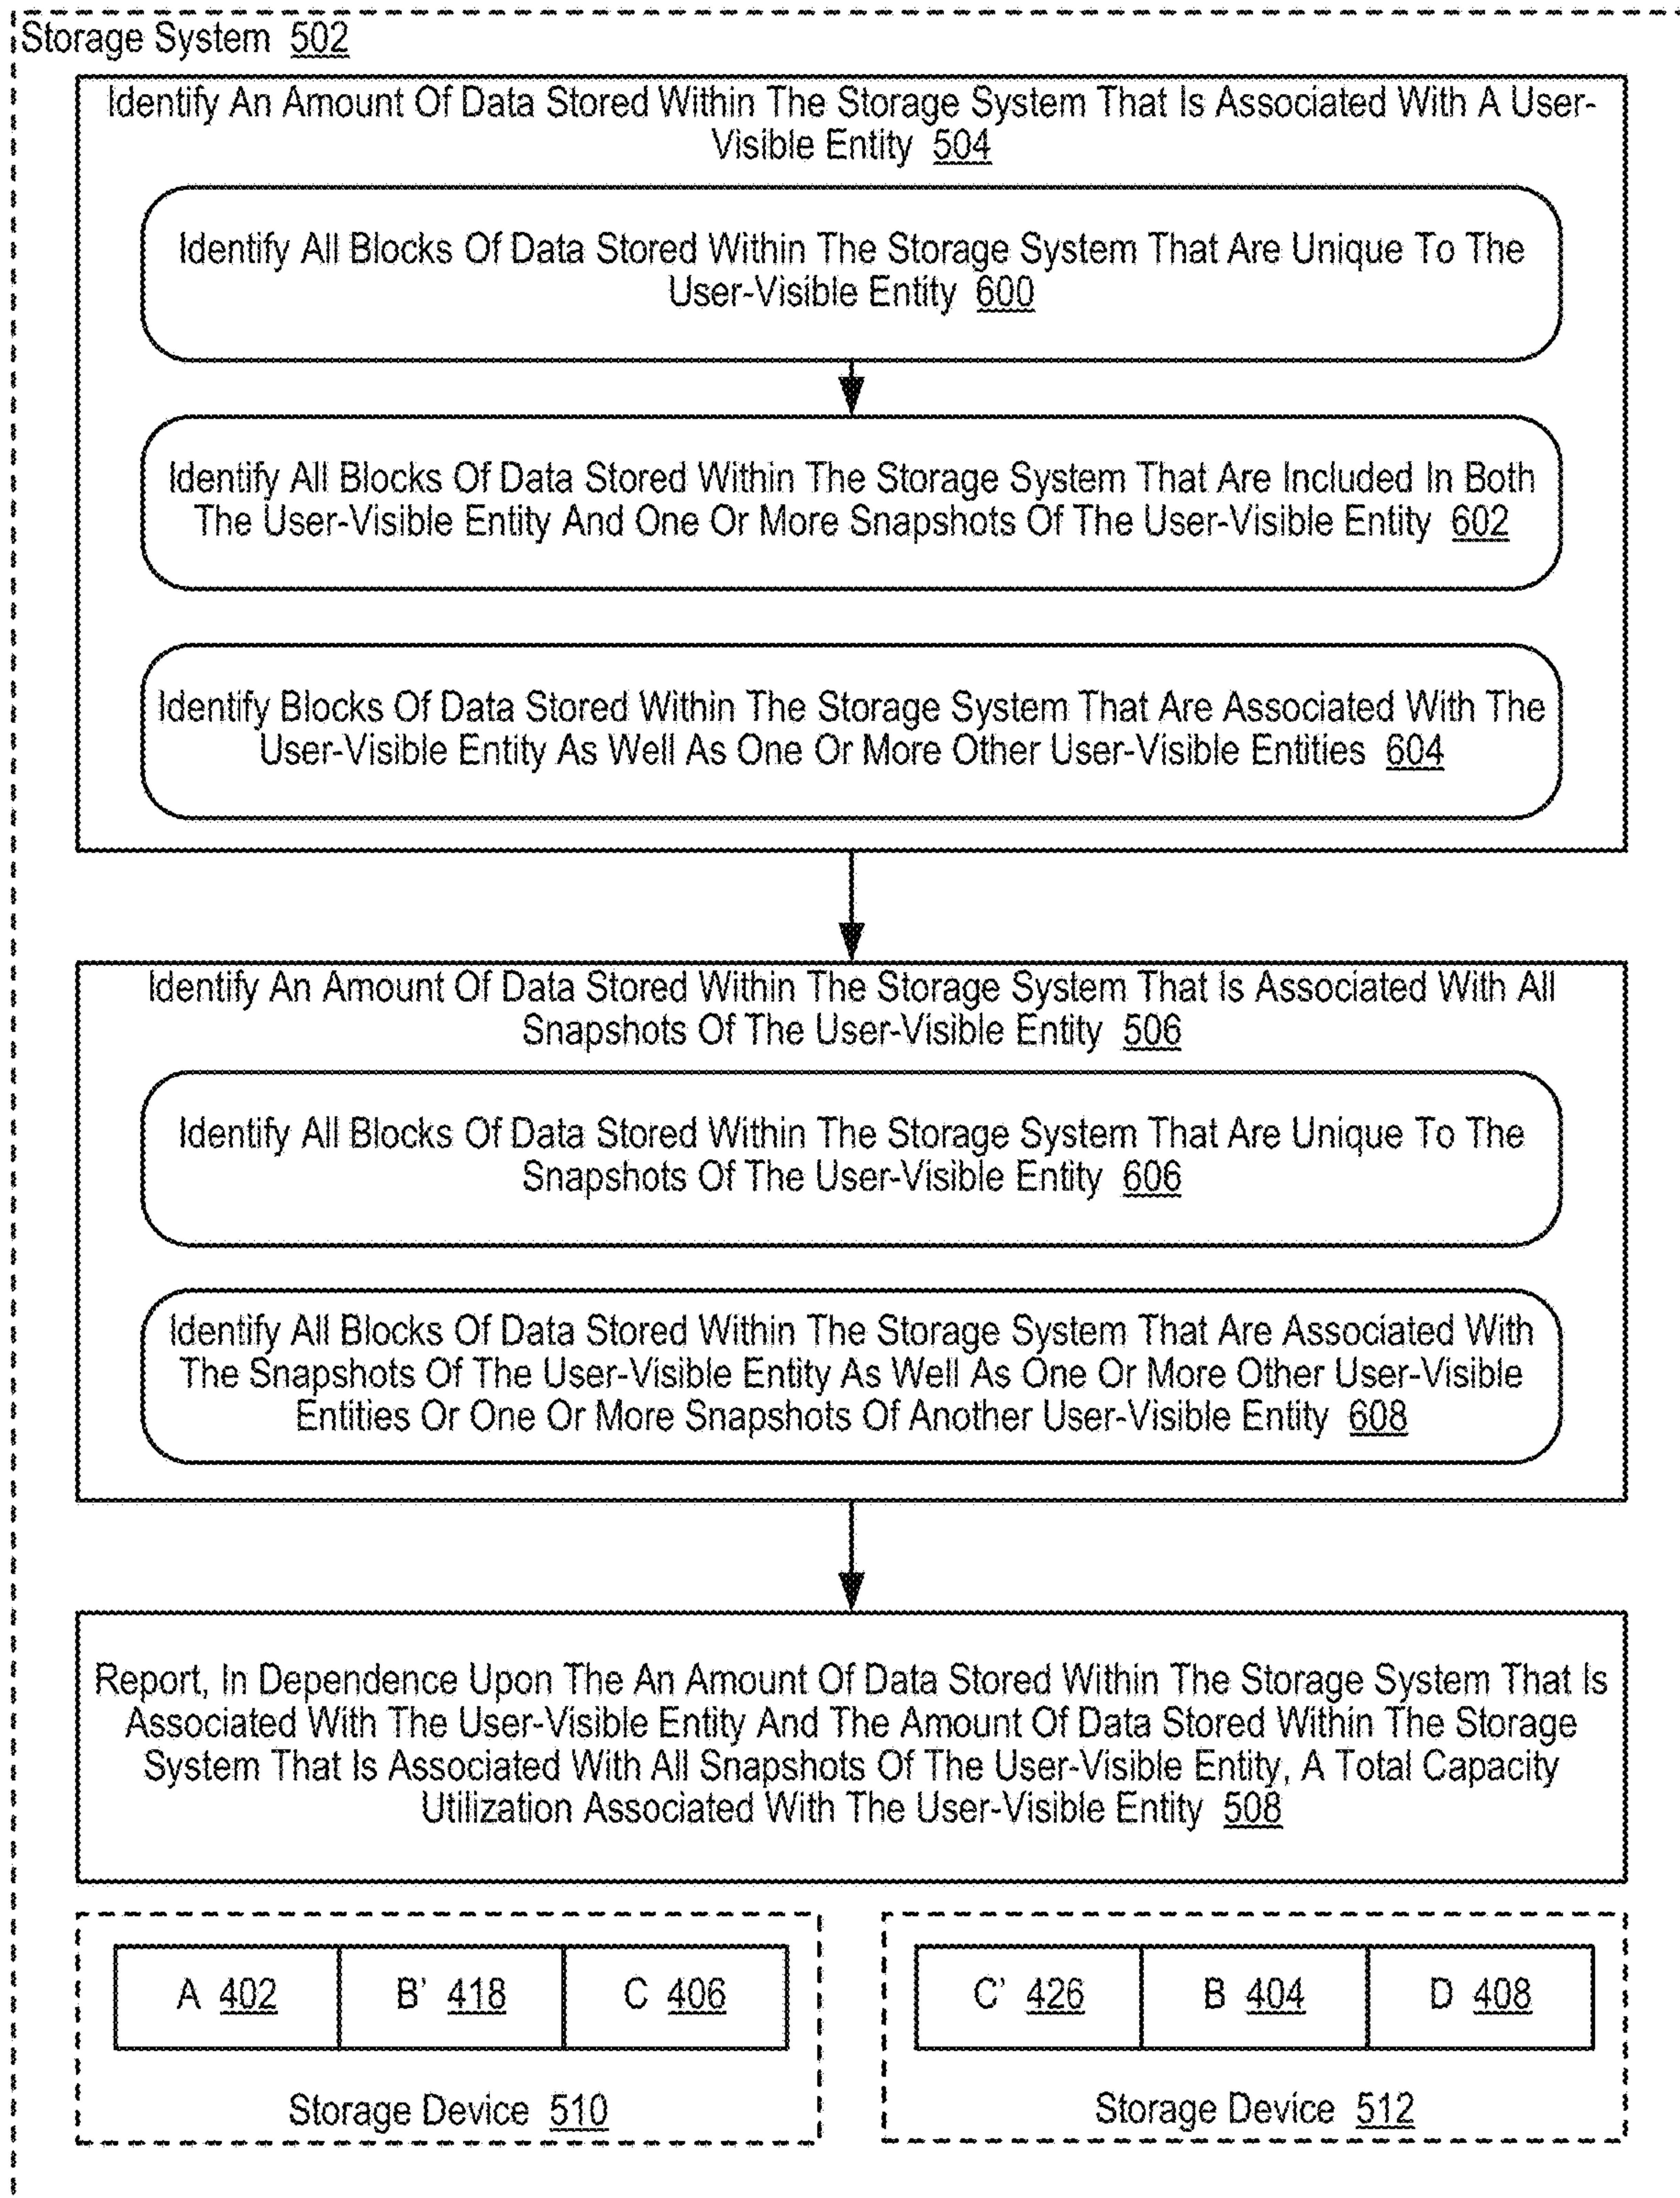 Storage System 502
Identify An Amount Of Data Stored Within The Storage System That Is Associated With A User-
Visible Entity 504
Identify All Blocks Of Data Stored Within The Storage System That Are Unique To The
User-Visible Entity 600
Identify All Blocks Of Data Stored Within The Storage System That Are Included In Both
The User-Visible Entity And One Or More Snapshots Of The User-Visible Entity 602
Identify Blocks Of Data Stored Within The Storage System That Are Associated With The
User-Visible Entity As Well As One Or More Other User-Visible Entities 604
Identify An Amount Of Data Stored Within The Storage System That Is Associated With All
Snapshots Of The User-Visible Entity 506
Identify All Blocks Of Data Stored Within The Storage System That Are Unique To The
Snapshots Of The User-Visible Entity 606
Identify All Blocks Of Data Stored Within The Storage System That Are Associated With
The Snapshots Of The User-Visible Entity As Well As One Or More Other User-Visible
Entities Or One Or More Snapshots Of Another User-Visible Entity 608
Report, In Dependence Upon The An Amount Of Data Stored Within The Storage System That Is
Associated With The User-Visible Entity And The Amount Of Data Stored Within The Storage
System That Is Associated With All Snapshots Of The User-Visible Entity, A Total Capacity
Utilization Associated With The User-Visible Entity 508
A 402
B’ 418
C 406
Storage Device 510
C’ 426
B 404
D 408
Storage Device 512